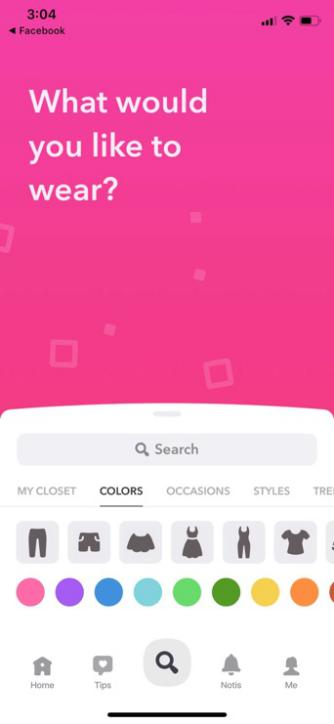 3:04
◀ Facebook
What would
you like to
wear?
Search
MY CLOSET COLORS OCCASIONS STYLES TRE
Home Tips Notis Me